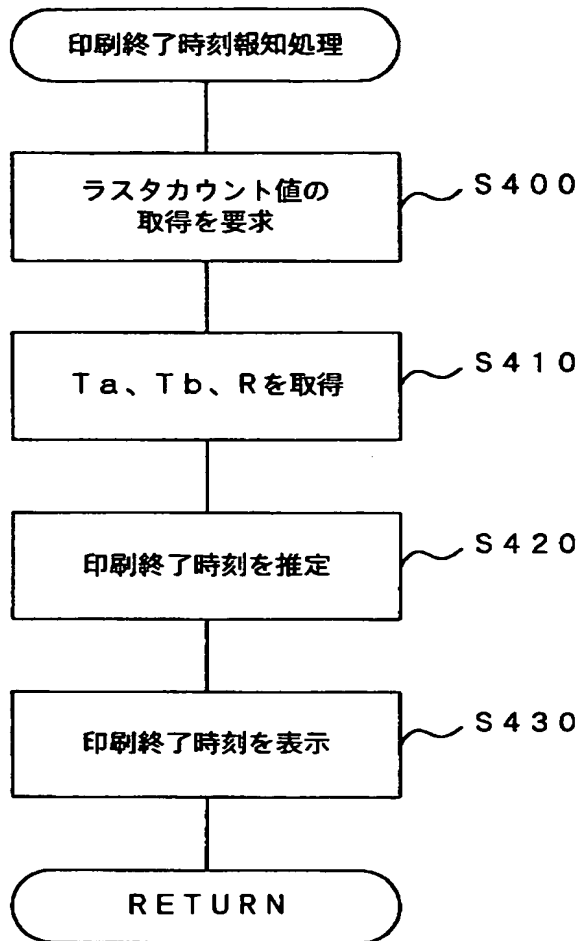 印刷終了時刻報知処理
ラスタカウント値の
取得を要求
S400
Ta、Tb、Rを取得
S410
印刷終了時刻を推定
S420
印刷終了時刻を表示
S430
RETURN